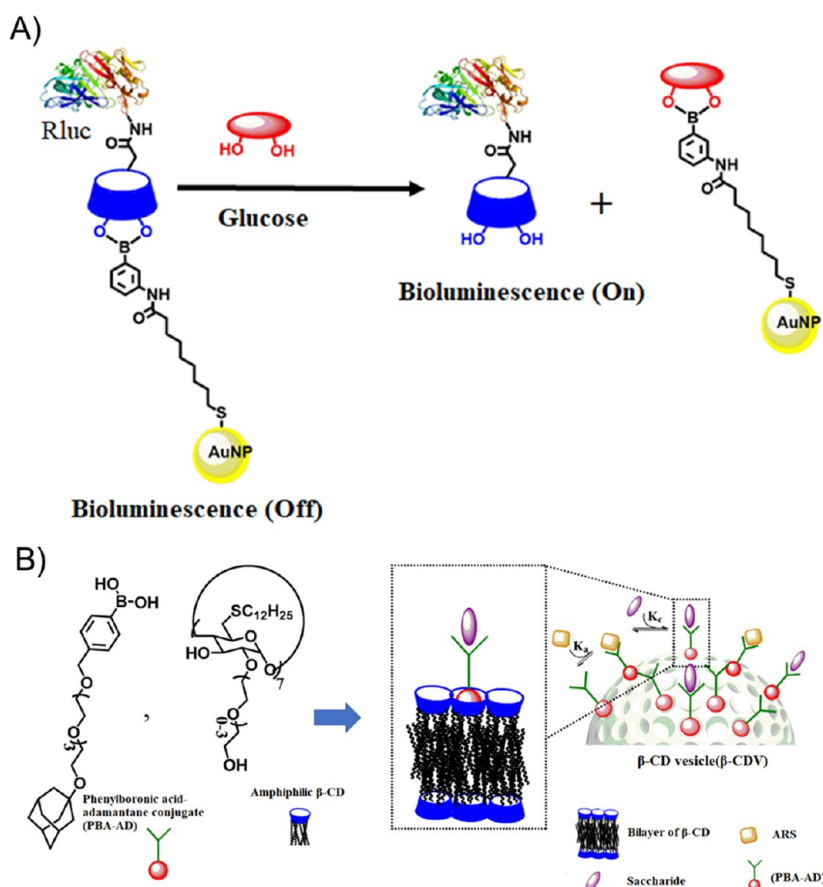 A)
Rluc
NH
O
O
O
B
NH
O
S
AuNP
Bioluminescence (Off)
HO
OH
Glucose
NH
O
HO
OH
Bioluminescence (On)
+
O
O
B
NH
O
S
AuNP
B)
HO
B-OH
O
O
3
O
Phenylboronic acid-
adamantane conjugate
(PBA-AD)
,
SC12H25
O
HO
O
7
O
O
0-3
OH
Amphiphilic β-CD
Kc
Ka
β-CD vesicle(β-CDV)
Bilayer of β-CD
ARS
Saccharide
(PBA-AD)